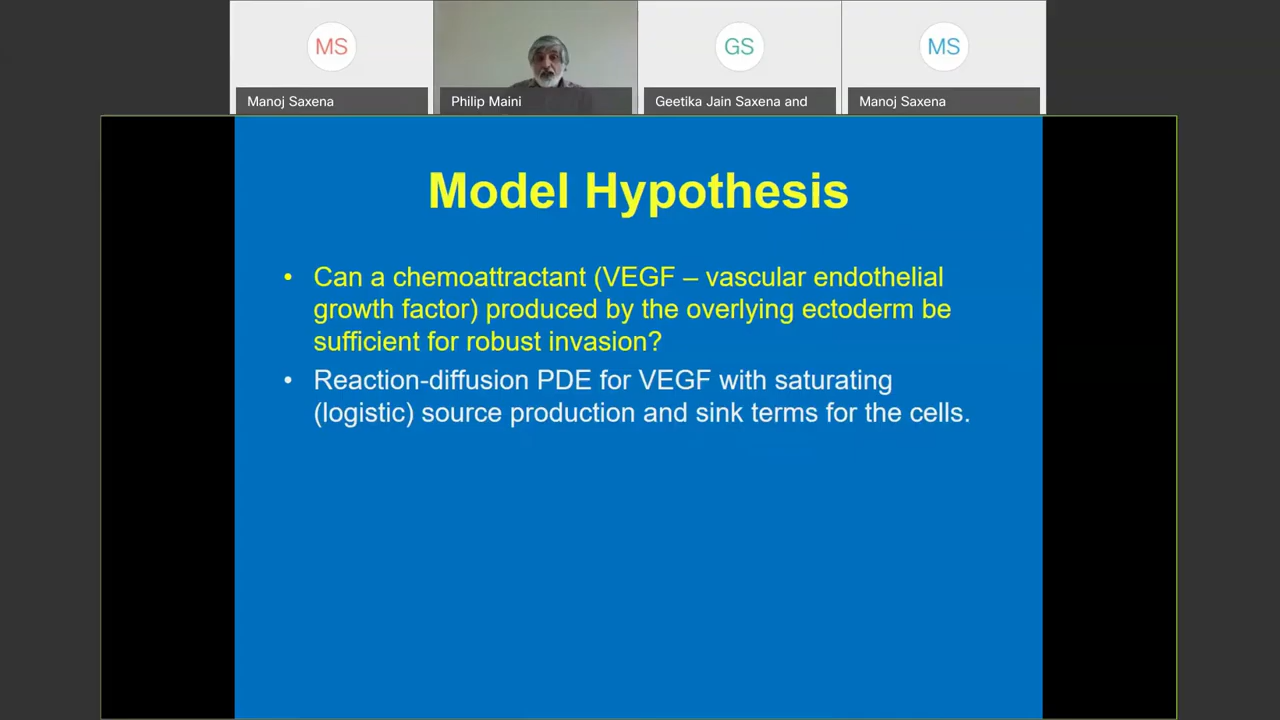 MS
GS
MS
Manoj Saxena
Philip Maini
Geetika Jain Saxena and
Manoj Saxena
Model Hypothesis
• Can a chemoattractant (VEGF – vascular endothelial
growth factor) produced by the overlying ectoderm be
sufficient for robust invasion?
• Reaction-diffusion PDE for VEGF with saturating
(logistic) source production and sink terms for the cells.